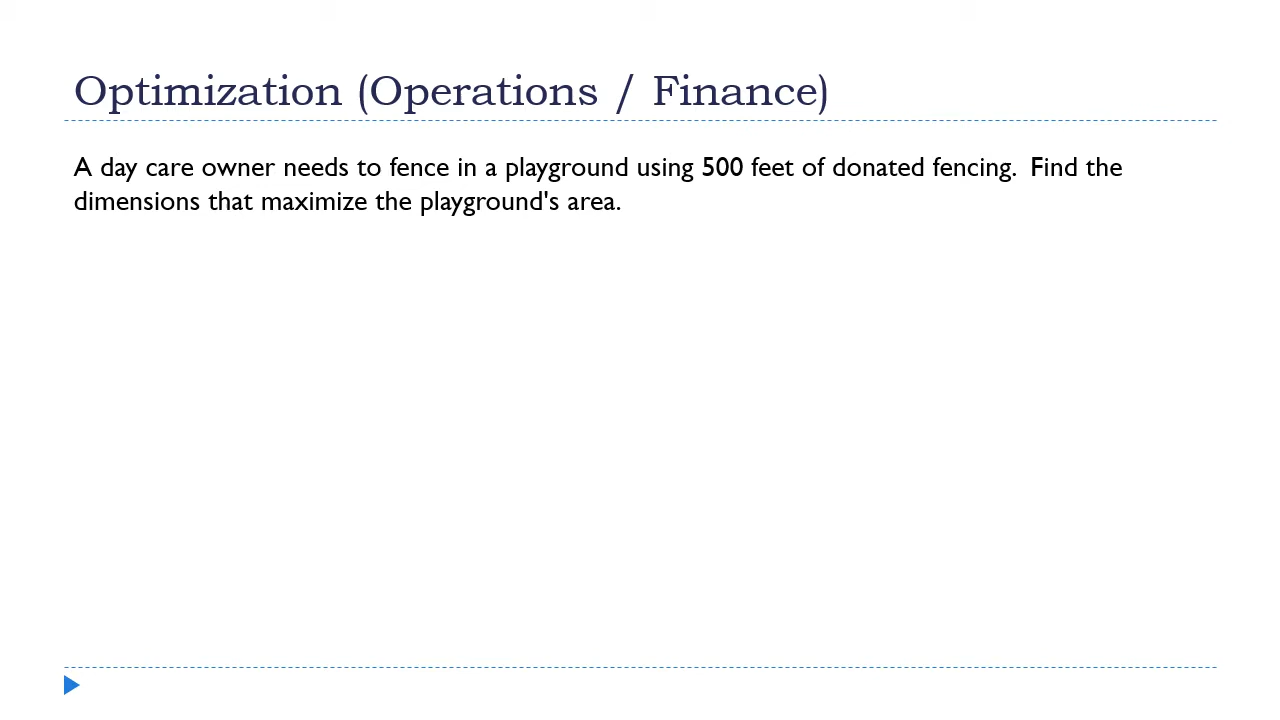 Optimization (Operations / Finance)
A day care owner needs to fence in a playground using 500 feet of donated fencing.  Find the
dimensions that maximize the playground's area.